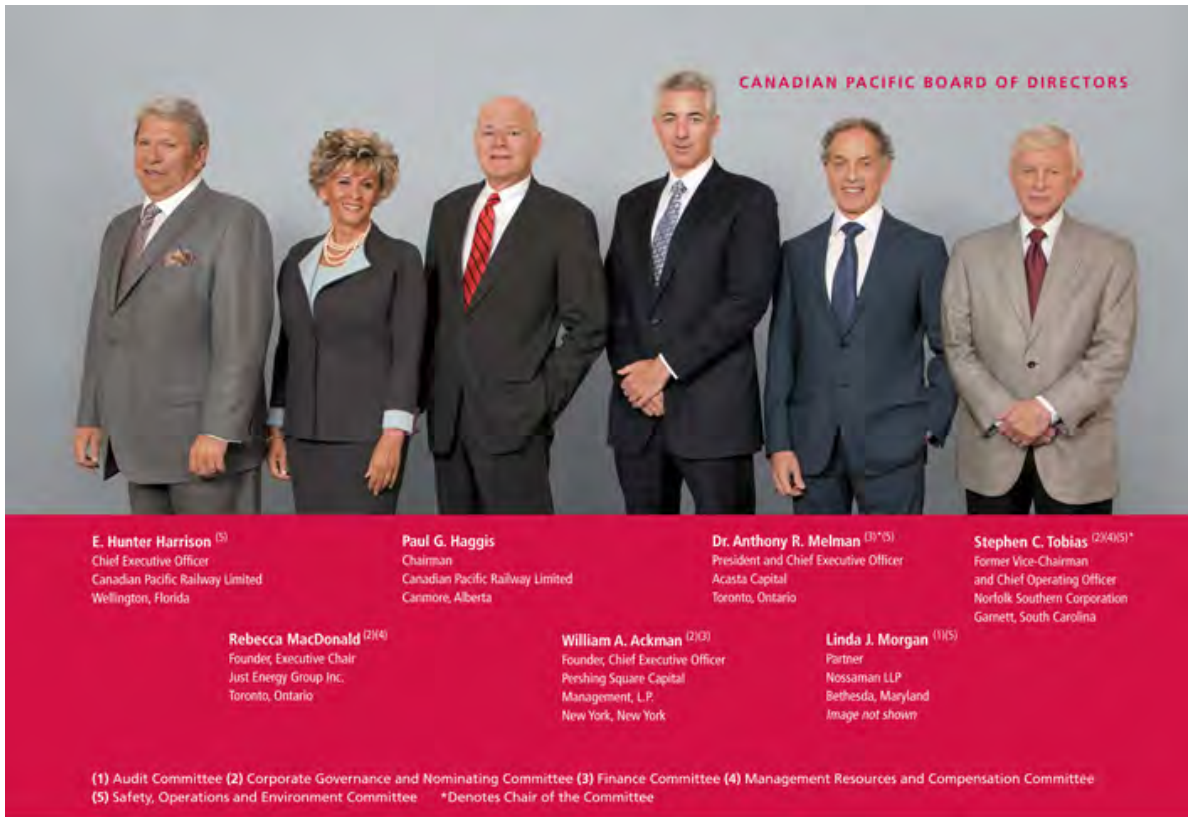 CANADIAN PACIFIC BOARD OF DIRECTORS
E. Hunter Harrison (5)
Chief Executive Officer
Canadian Pacific Railway Limited
Wellington, Florida
Rebecca MacDonald (2)(4)
Founder, Executive Chair
Just Energy Group Inc.
Toronto, Ontario
Paul G. Haggis
Chairman
Canadian Pacific Railway Limited
Canmore, Alberta
William A. Ackman (2)(3)
Founder, Chief Executive Officer
Pershing Square Capital
Management, L.P.
New York, New York
Dr. Anthony R. Melman (3)*(5)
President and Chief Executive Officer
Acasta Capital
Toronto, Ontario
Linda J. Morgan (1)(5)
Partner
Nossaman LLP
Bethesda, Maryland
Image not shown
Stephen C. Tobias (2)(4)(5)*
Former Vice-Chairman
and Chief Operating Officer
Norfolk Southern Corporation
Garnett, South Carolina
(1) Audit Committee (2) Corporate Governance and Nominating Committee (3) Finance Committee (4) Management Resources and Compensation Committee
(5) Safety, Operations and Environment Committee *Denotes Chair of the Committee